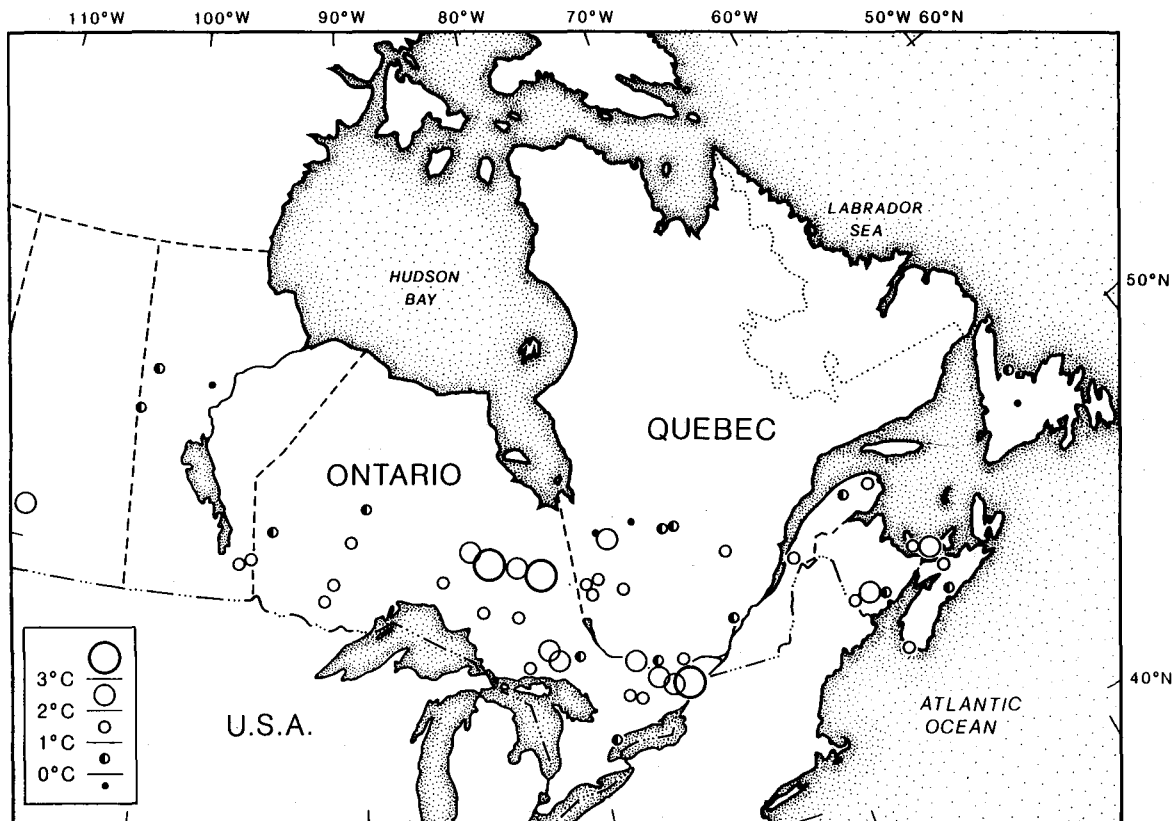 110°W 100°W 90°W 80°W 70°W 60°W 50°W 60°N
LABRADOR
SEA
HUDSON
BAY
50°N
QUEBEC
ONTARIO
3°C
2°C
1°C
0°C
U.S.A.
40°N
ATLANTIC
OCEAN